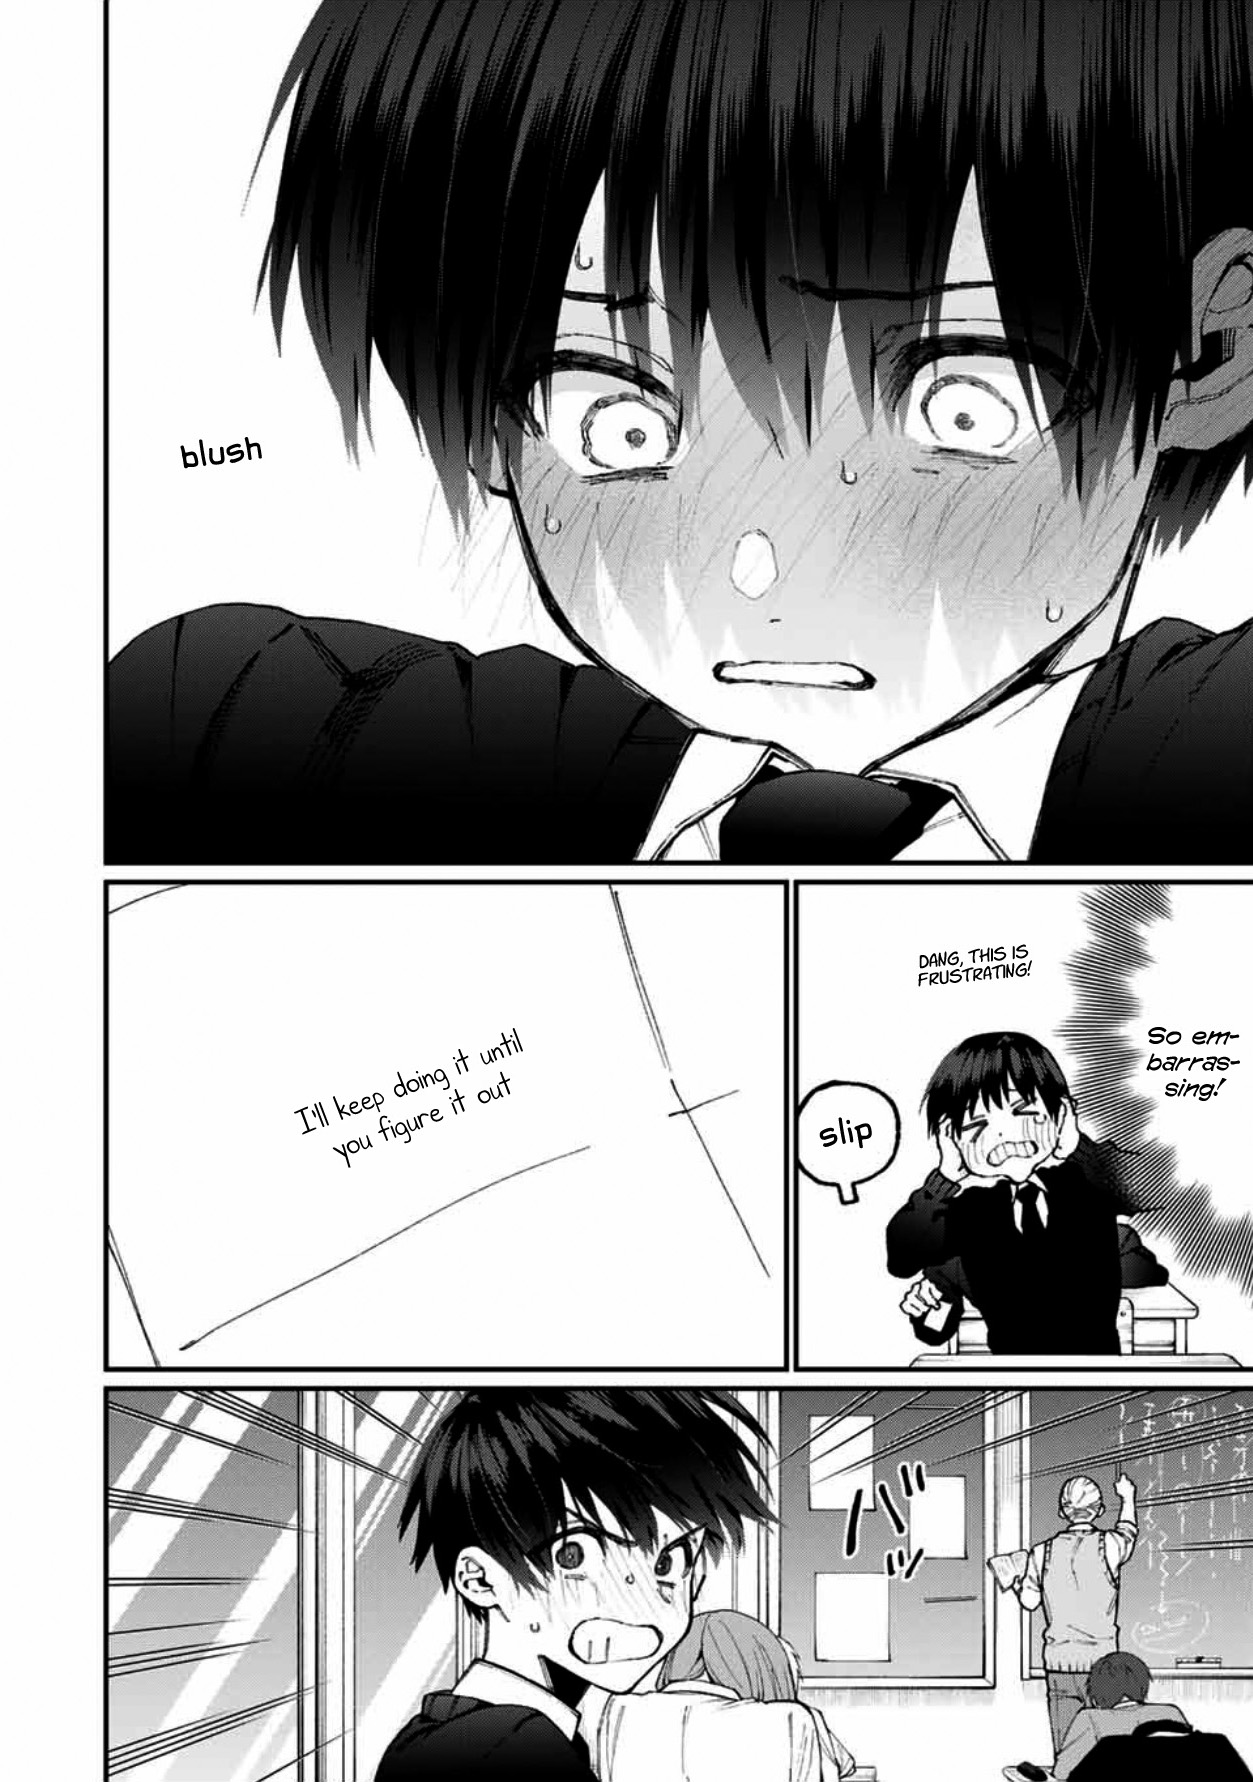 blush
DANG, THIS IS
FRUSTRATING!
So em-
barras-
sing!
slip
I'll keep doing it until
you figure it out
バッ